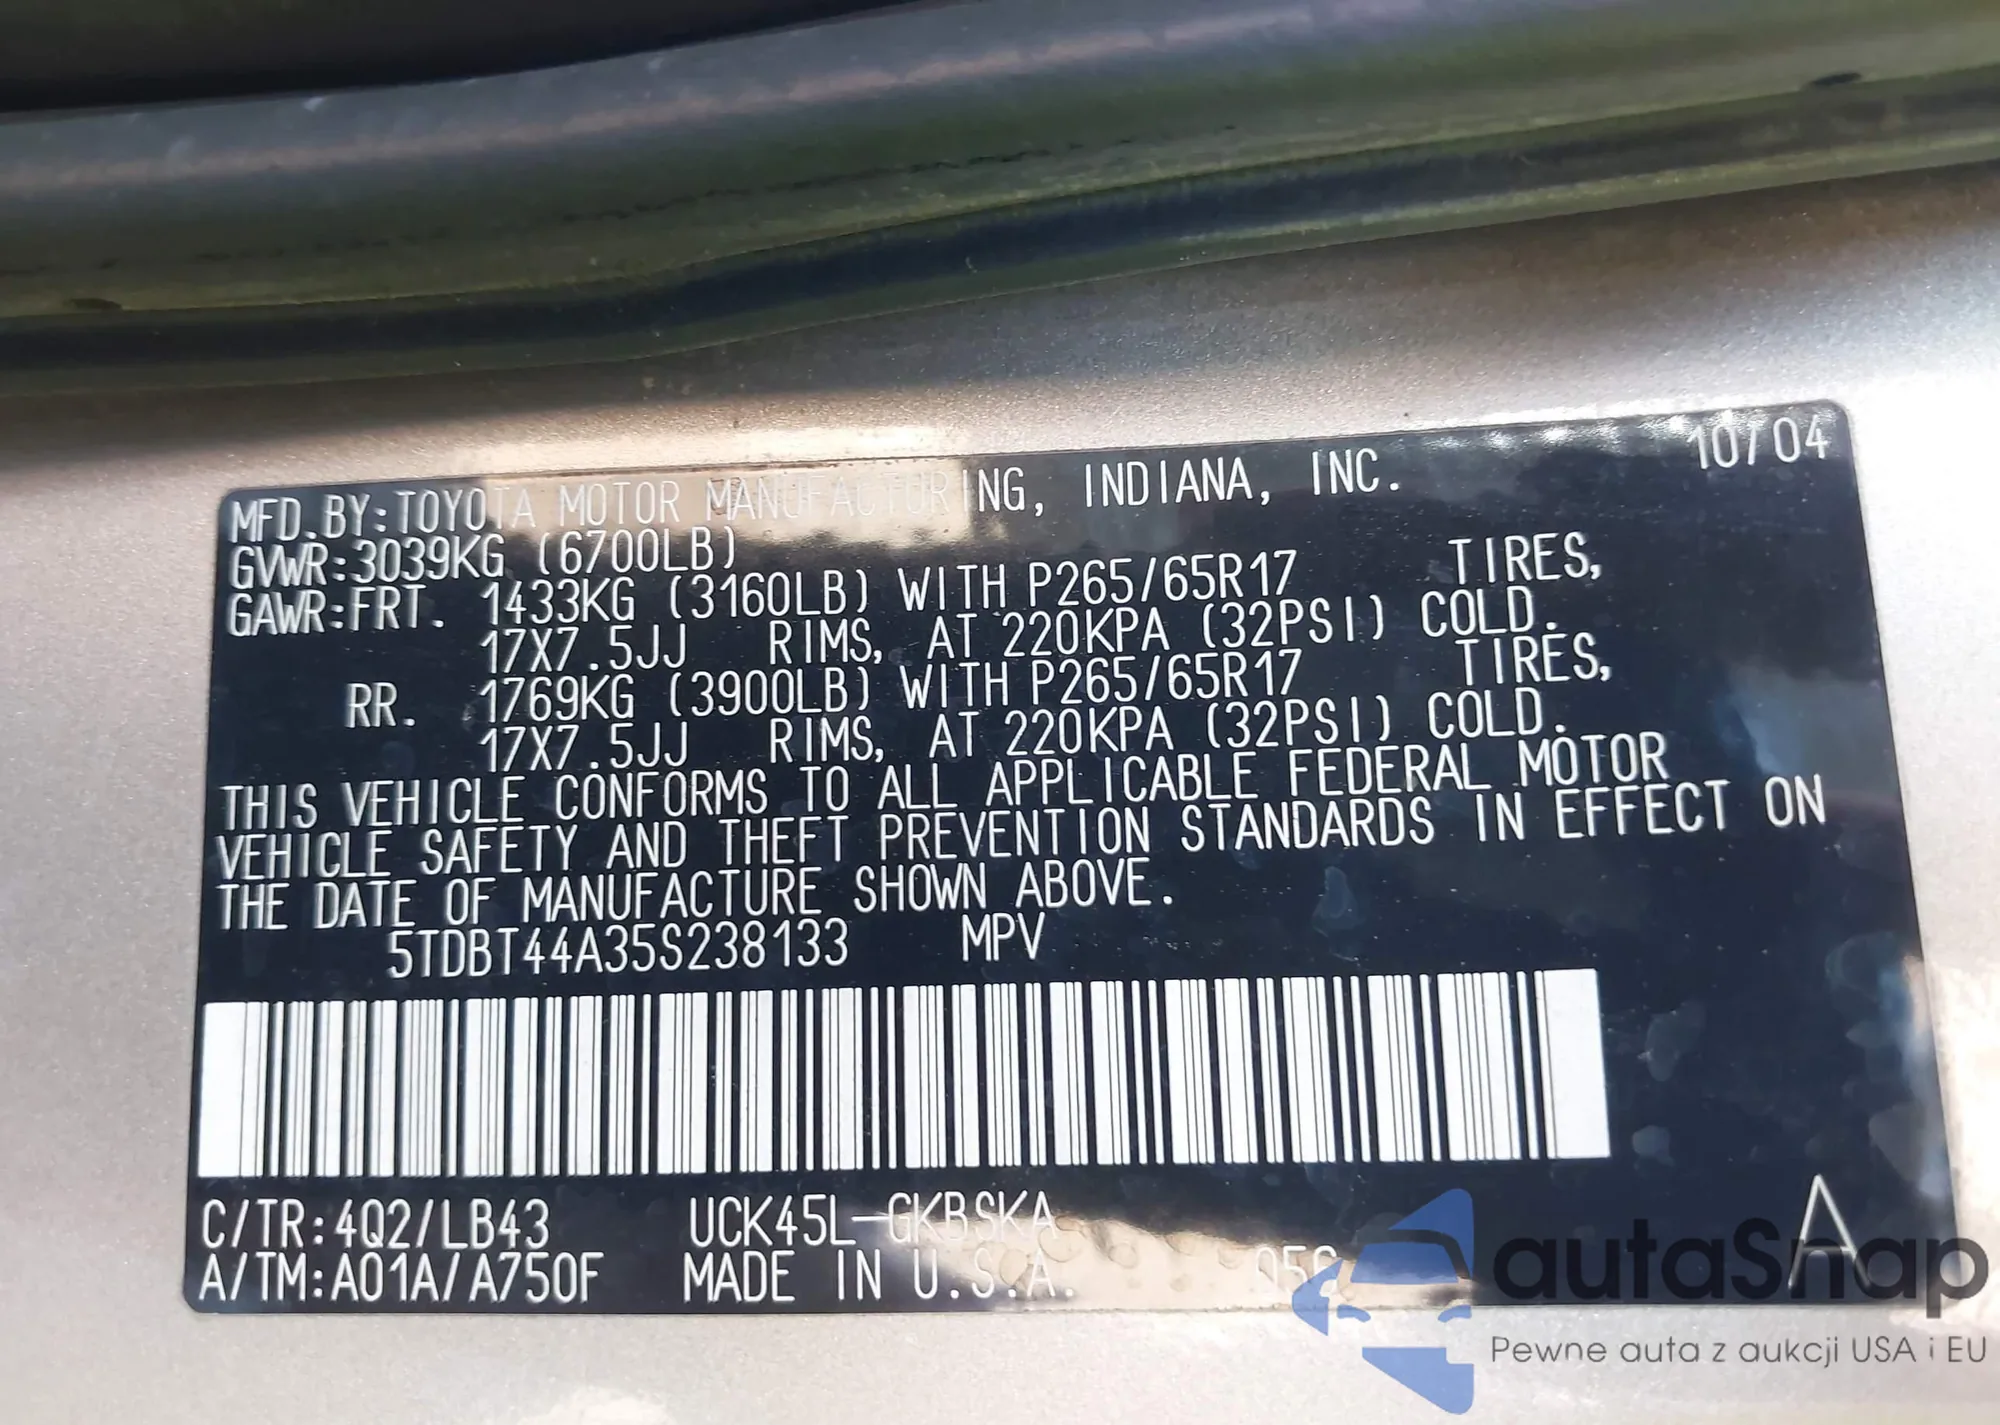 MFD.BY:TOYOTA MOTOR MANUFACTURING, INDIANA, INC. 10/04
GVWR:3039KG (6700LB)
GAWR:FRT. 1433KG (3160LB) WITH P265/65R17 TIRES,
17X7.5JJ RIMS, AT 220KPA (32PSI) COLD.
RR. 1769KG (3900LB) WITH P265/65R17 TIRES,
17X7.5JJ RIMS, AT 220KPA (32PSI) COLD.
THIS VEHICLE CONFORMS TO ALL APPLICABLE FEDERAL MOTOR
VEHICLE SAFETY AND THEFT PREVENTION STANDARDS IN EFFECT ON
THE DATE OF MANUFACTURE SHOWN ABOVE.
5TDBT44A35S238133 MPV
C/TR:4Q2/LB43 UCK45L-GKBSKA A
A/TM:A01A/A750F MADE IN U.S.A.
autaSnap
Pewne auta z aukcji USA i EU